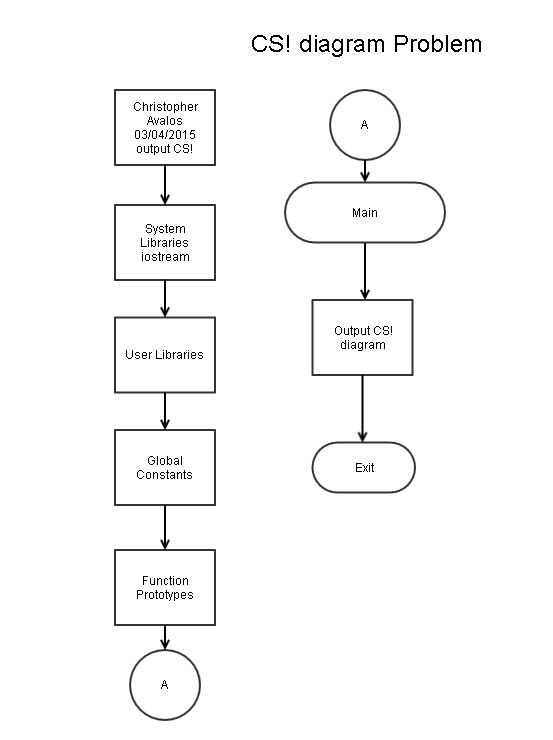 CS! diagram Problem
Christopher
Avalos
03/04/2015
output CS!
System
Libraries
iostream
User Libraries
Global
Constants
Function
Prototypes
A
A
Main
Output CS!
diagram
Exit